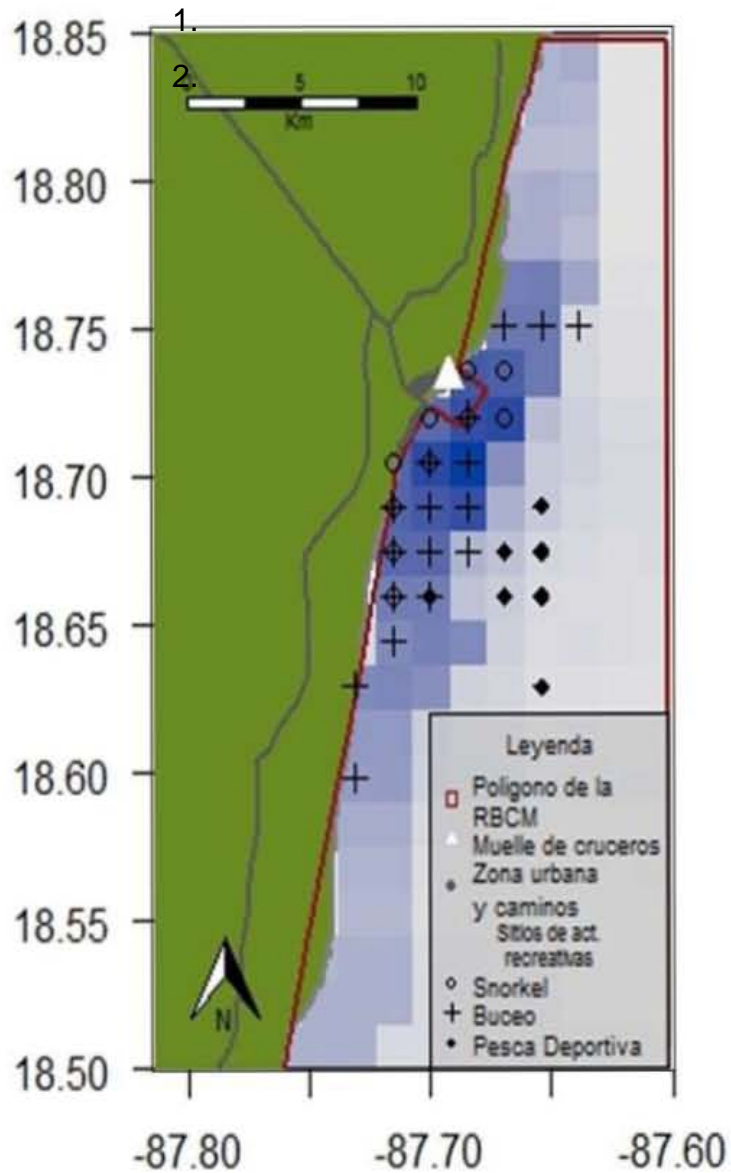 1.
18.85
2.
5
10
Km
18.80
18.75
18.70
18.65
18.60
18.55
18.50
Leyenda
Poligono de la
RBCM
Muelle de cruceros
Zona urbana
y caminos
Sitios de act.
recreativas
Snorkel
Buceo
Pesca Deportiva
N
-87.80
-87.70
-87.60